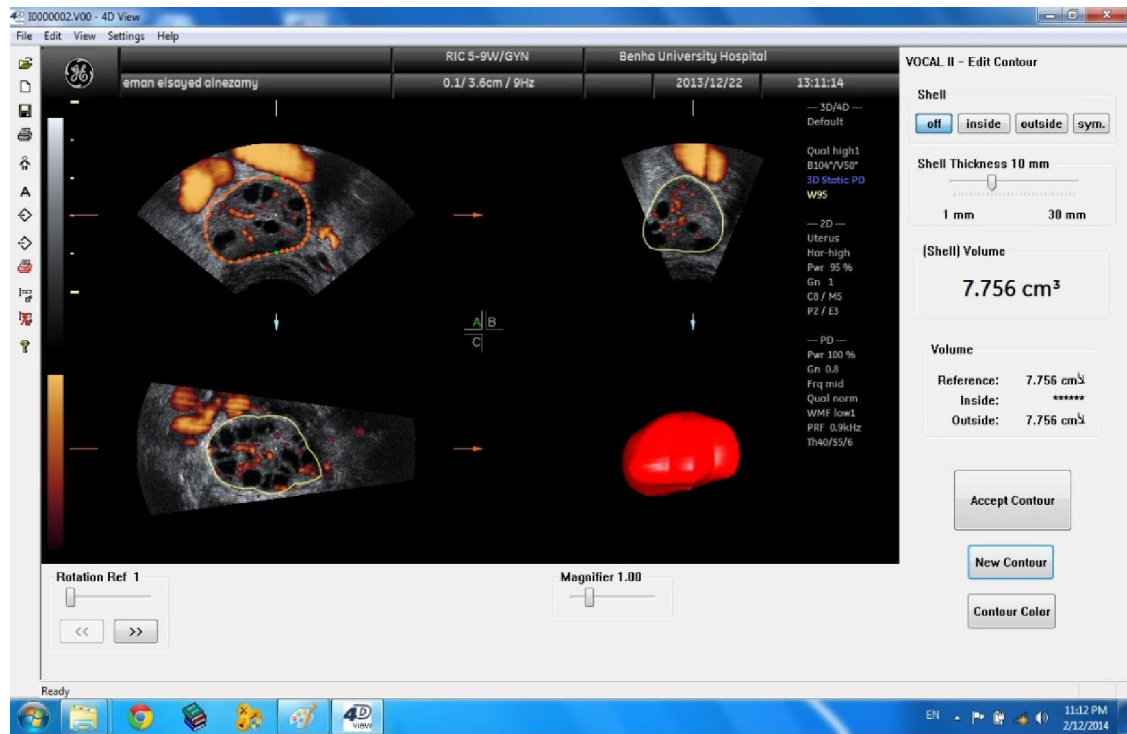 I0000002.V00 - 4D View
File Edit View Settings Help
RIC 5-9W/GYN Benha University Hospital
eman elsayed alnezamy 0.1/ 3.6cm / 9Hz 2013/12/22 13:11:14
--- 3D/4D ---
Default
Qual high1
B104°/V50°
3D Static PD
W95
--- 2D ---
Uterus
Har-high
Pwr 95 %
Gn 1
C8 / M5
P2 / E3
--- PD ---
Pwr 100 %
Gn 0.8
Frq mid
Qual norm
WMF low1
PRF 0.9kHz
Th40/S5/6
A B
C
VOCAL II - Edit Contour
Shell
off inside outside sym.
Shell Thickness 10 mm
1 mm 30 mm
(Shell) Volume
7.756 cm³
Volume
Reference: 7.756 cm
Inside: ******
Outside: 7.756 cm
Accept Contour
New Contour
Contour Color
Rotation Ref 1
<< >>
Magnifier 1.00
Ready
4D
VIEW
EN 11:12 PM
2/12/2014